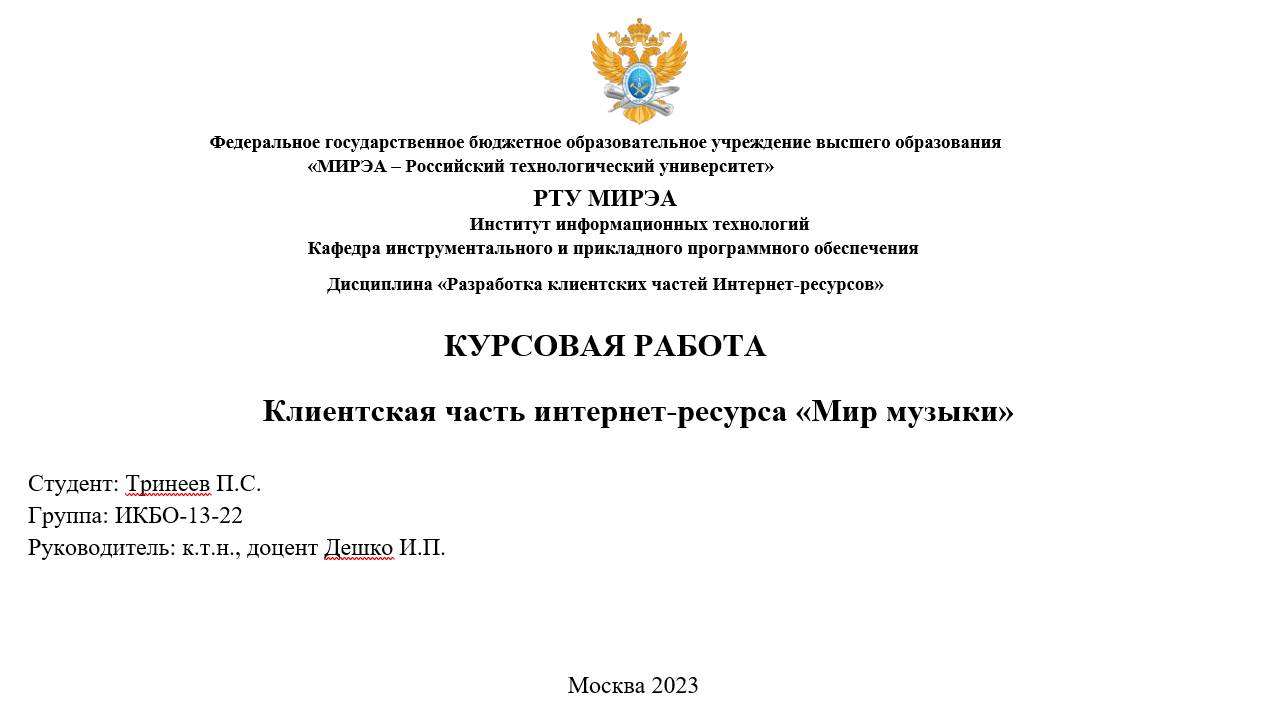 Федеральное государственное бюджетное образовательное учреждение высшего образования
«МИРЭА – Российский технологический университет»
РТУ МИРЭА
Институт информационных технологий
Кафедра инструментального и прикладного программного обеспечения
Дисциплина «Разработка клиентских частей Интернет-ресурсов»
КУРСОВАЯ РАБОТА
Клиентская часть интернет-ресурса «Мир музыки»
Студент: Тринеев П.С.
Группа: ИКБО-13-22
Руководитель: к.т.н., доцент Дешко И.П.
Москва 2023